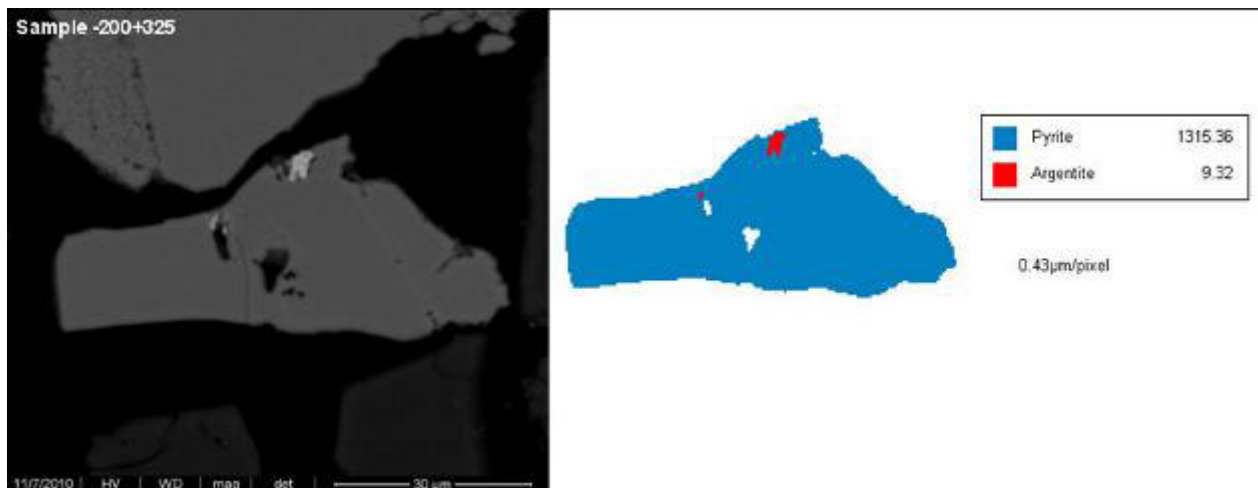 Sample -200+325
Pyrite 1315.36
Argentite 9.32
0.43µm/pixel
11/7/2010 HV WD mag det 30 µm